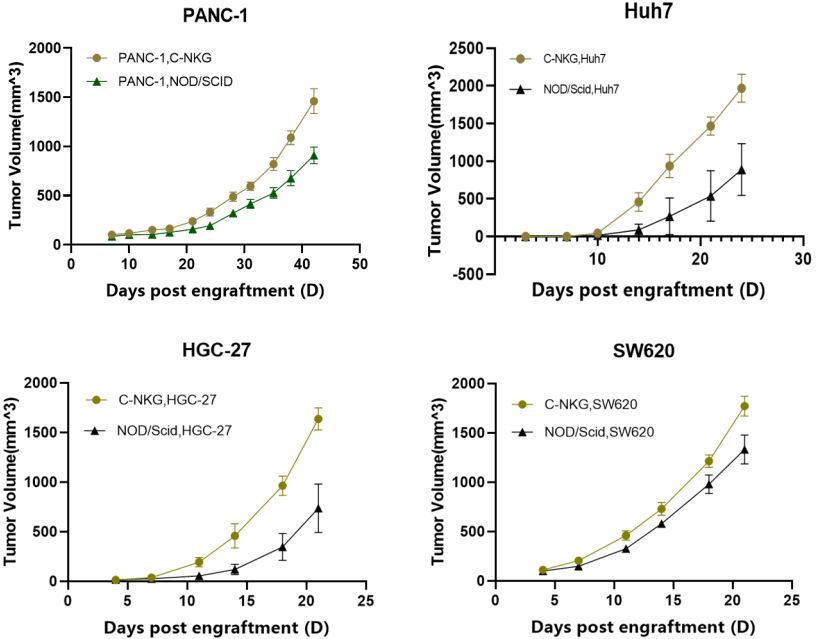 PANC-1
Tumor Volume(mm^3)
2000
1500
1000
500
0
PANC-1,C-NKG
PANC-1,NOD/SCID
0 10 20 30 40 50
Days post engraftment (D)
Huh7
Tumor Volume(mm^3)
2500
2000
1500
1000
500
0
-500
C-NKG,Huh7
NOD/Scid,Huh7
10 20 30
Days post engraftment (D)
HGC-27
Tumor Volume(mm^3)
2000
1500
1000
500
0
C-NKG,HGC-27
NOD/Scid,HGC-27
0 5 10 15 20 25
Days post engraftment (D)
SW620
Tumor Volume(mm^3)
2000
1500
1000
500
0
C-NKG,SW620
NOD/Scid,SW620
0 5 10 15 20 25
Days post engraftment (D)